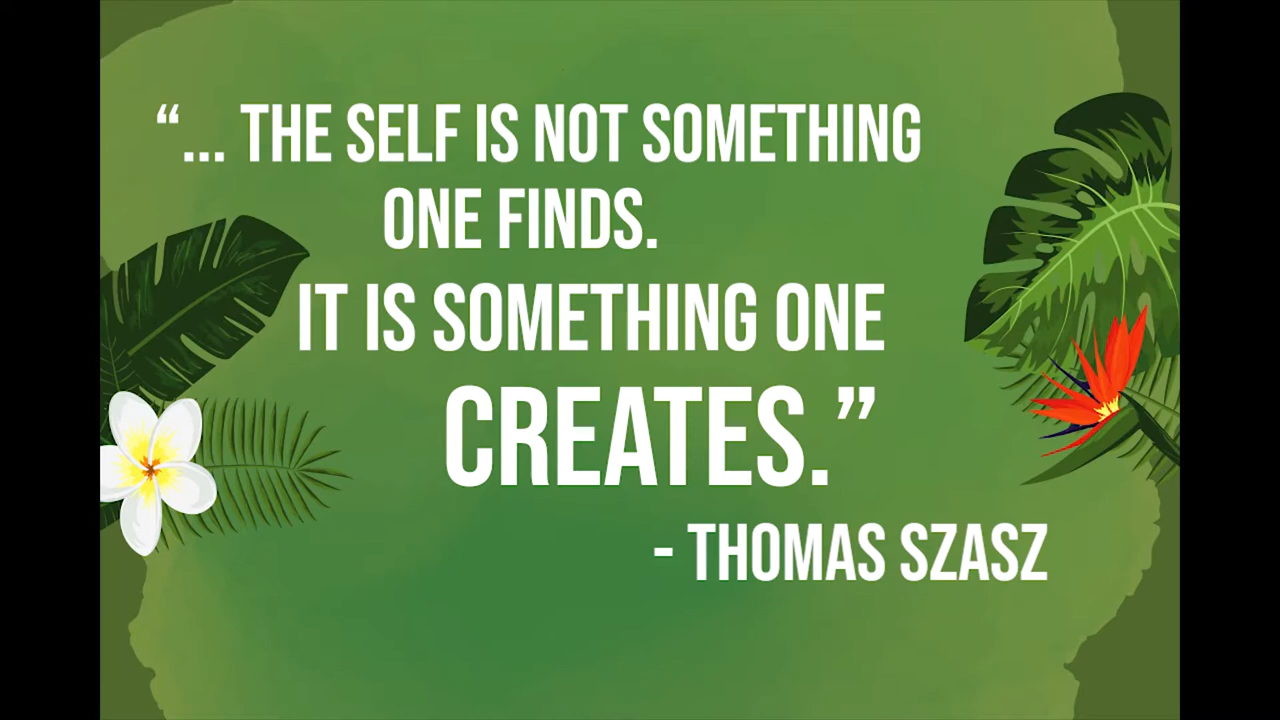 “... THE SELF IS NOT SOMETHING
ONE FINDS.
IT IS SOMETHING ONE
CREATES.”
- THOMAS SZASZ